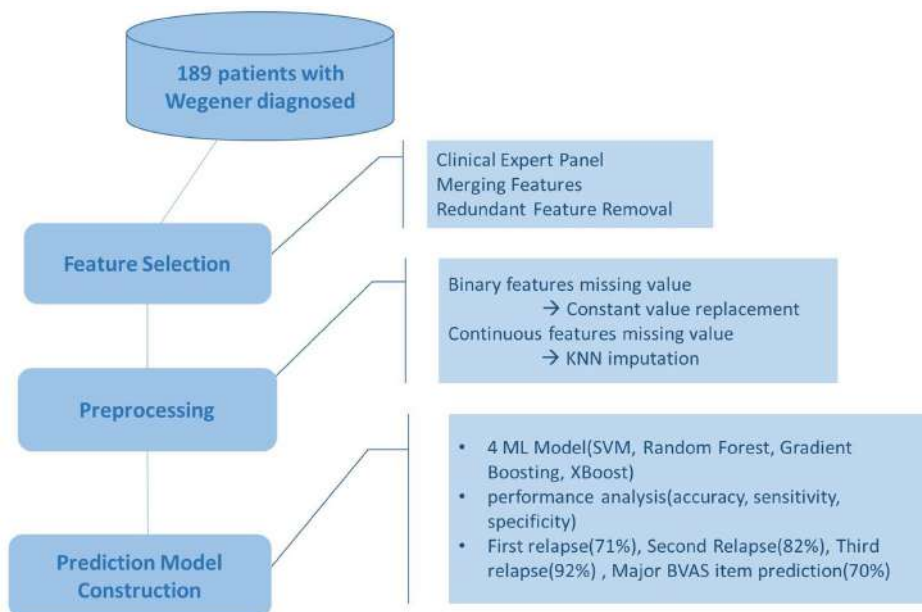 189 patients with
Wegener diagnosed
Clinical Expert Panel
Merging Features
Redundant Feature Removal
Feature Selection
Binary features missing value
→ Constant value replacement
Continuous features missing value
→ KNN imputation
Preprocessing
• 4 ML Model(SVM, Random Forest, Gradient
Boosting, XBoost)
• performance analysis(accuracy, sensitivity,
specificity)
• First relapse(71%), Second Relapse(82%), Third
relapse(92%) , Major BVAS item prediction(70%)
Prediction Model
Construction